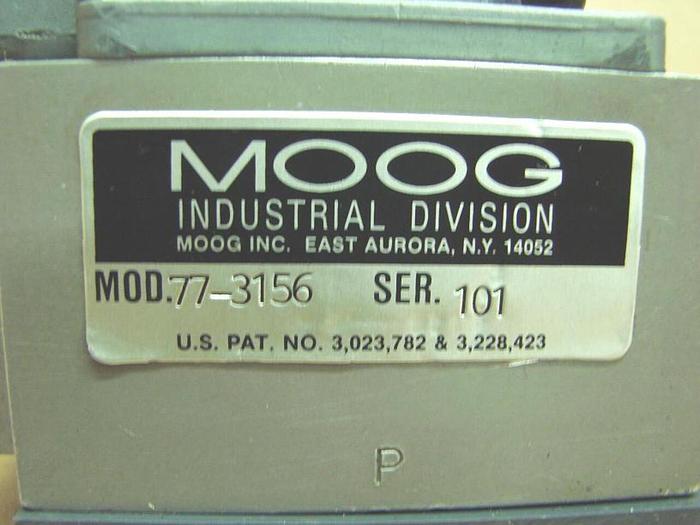 MOOG
INDUSTRIAL DIVISION
MOOG INC. EAST AURORA, N.Y. 14052
MOD.77-3156 SER. 101
U.S. PAT. NO. 3,023,782 & 3,228,423
P